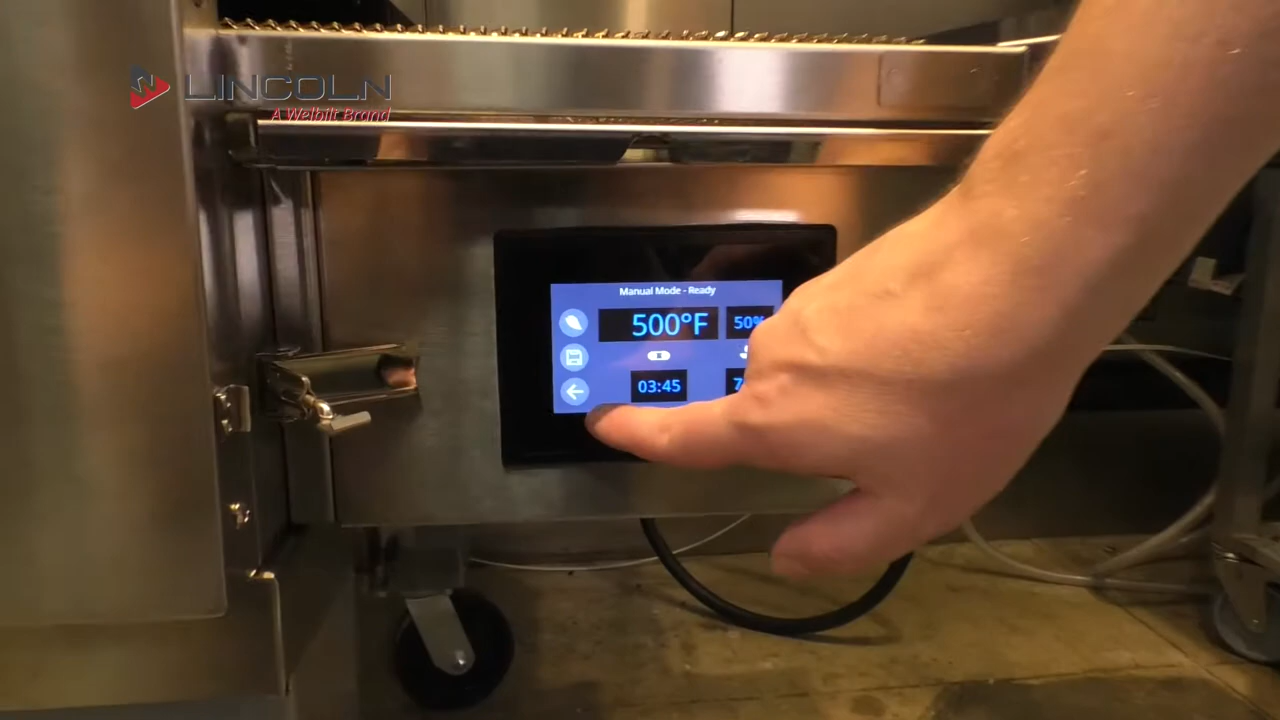 LINCOLN
A Welbilt Brand
Manual Mode - Ready
500°F
50%
03:45